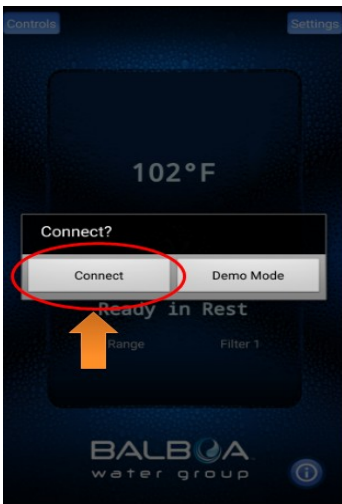 Controls Settings
102°F
Connect?
Connect Demo Mode
Ready in Rest
Range Filter 1
BALBOA
water group
i